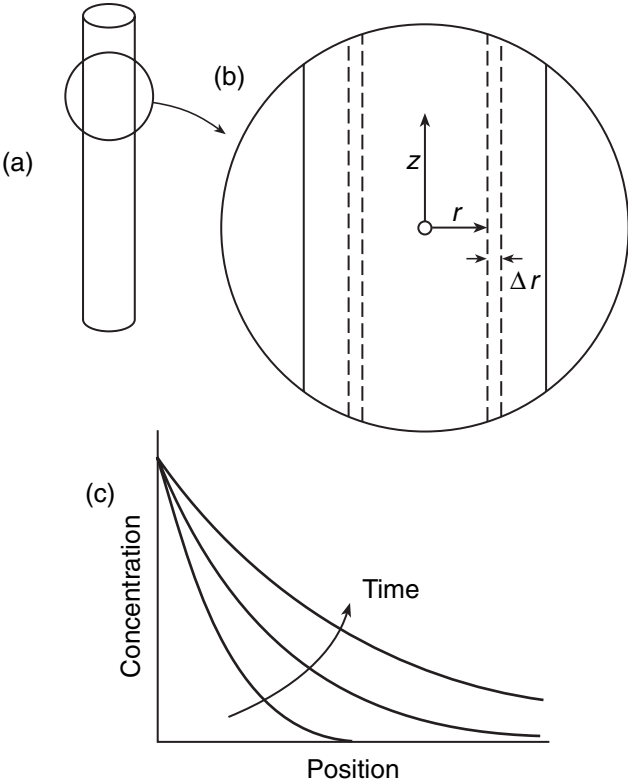 (a)
(b)
z
r
Δr
(c)
Concentration
Time
Position